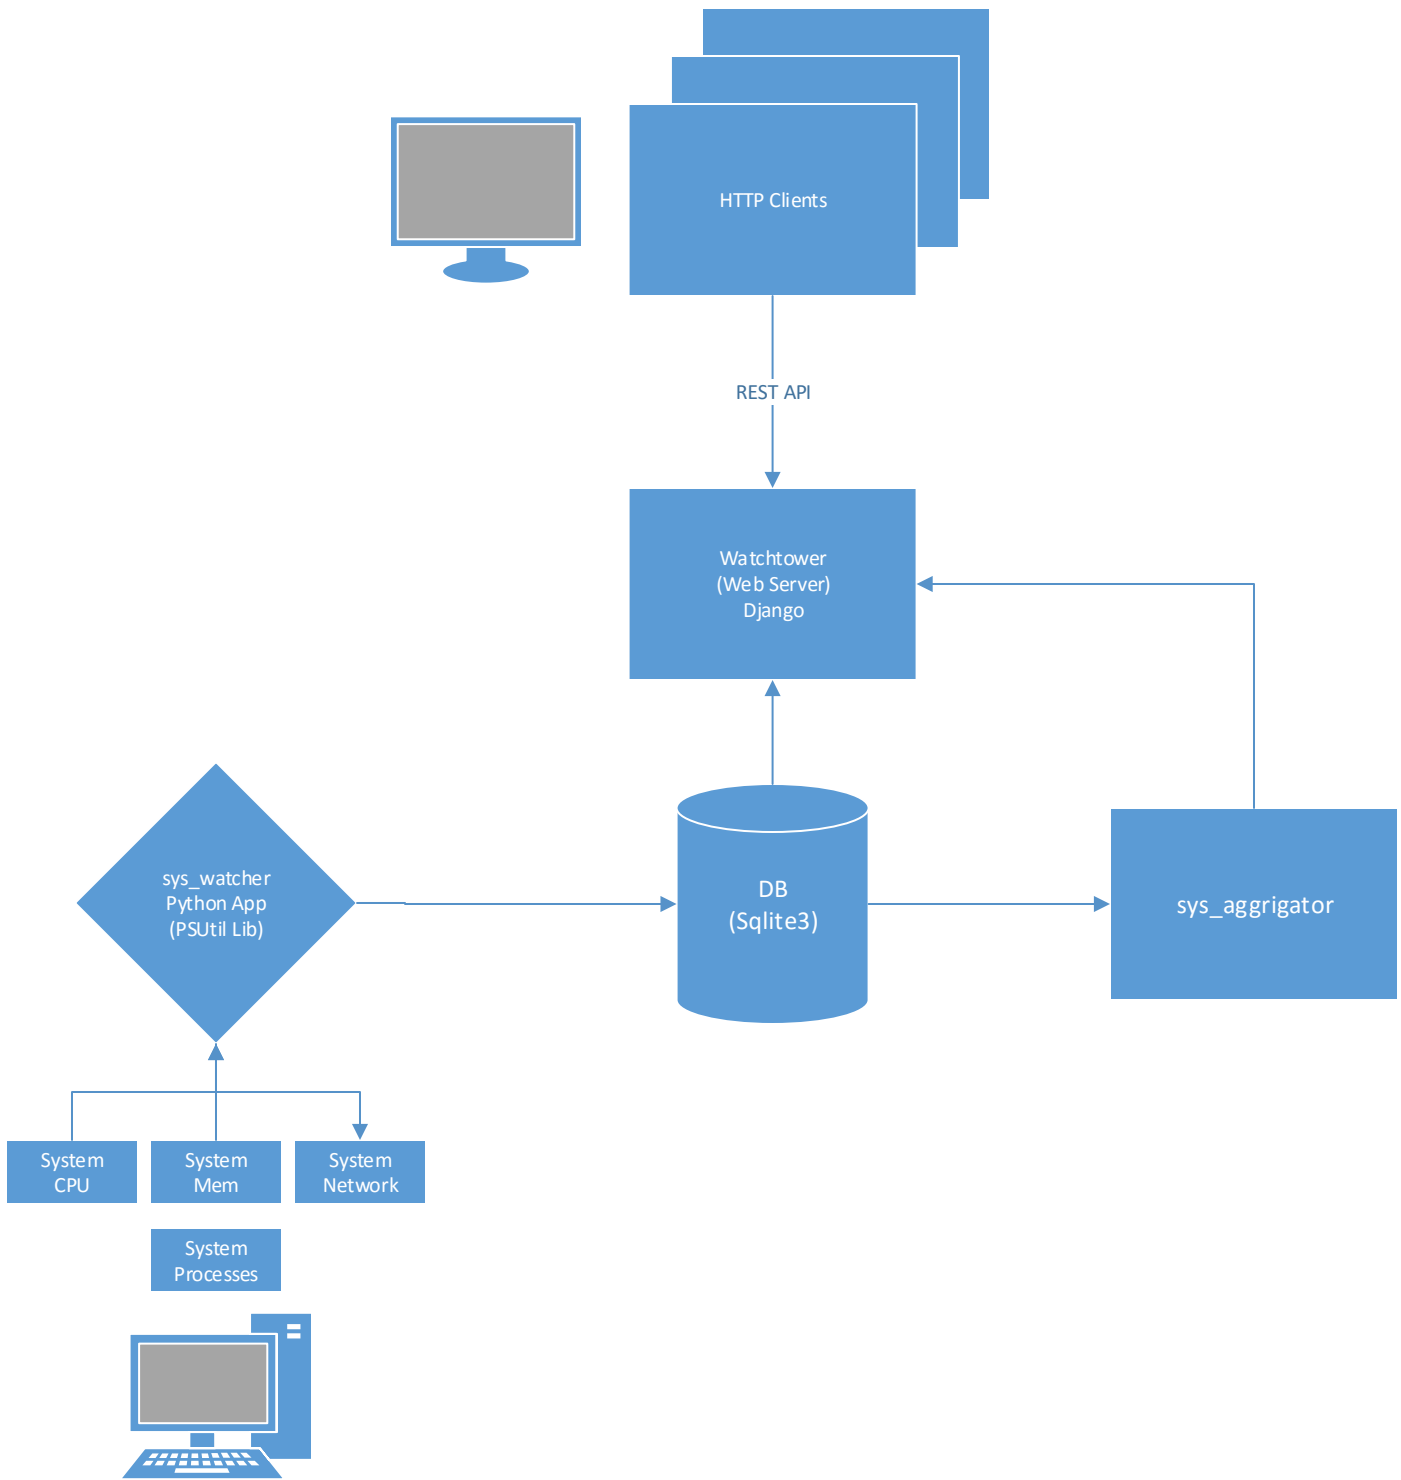 HTTP Clients
REST API
Watchtower
(Web Server)
Django
sys_watcher
Python App
(PSUtil Lib)
DB
(Sqlite3)
sys_aggrigator
System
CPU
System
Mem
System
Network
System
Processes